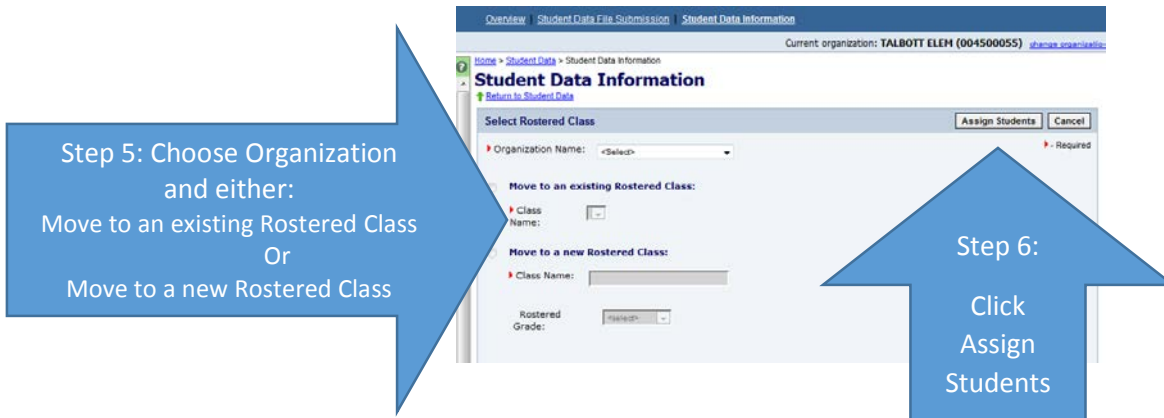 Overview | Student Data File Submission | Student Data Information
Current organization: TALBOTT ELEM (004500055) change organizatio
Home > Student Data > Student Data Information
Student Data Information
Return to Student Data
Select Rostered Class
Assign Students Cancel
Organization Name: <Select>
- Required
Move to an existing Rostered Class:
Class
Name:
Move to a new Rostered Class:
Class Name:
Rostered
Grade:
<select>
Step 5: Choose Organization
and either:
Move to an existing Rostered Class
Or
Move to a new Rostered Class
Step 6:
Click
Assign
Students